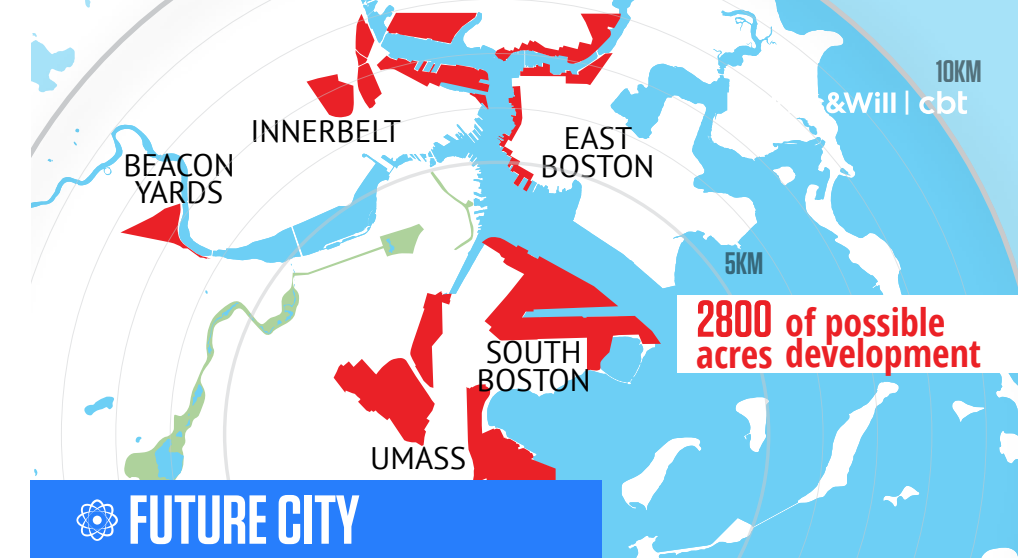 10KM
&Will | cbt
INNERBELT
EAST
BOSTON
BEACON
YARDS
5KM
2800 of possible
acres development
SOUTH
BOSTON
UMASS
FUTURE CITY